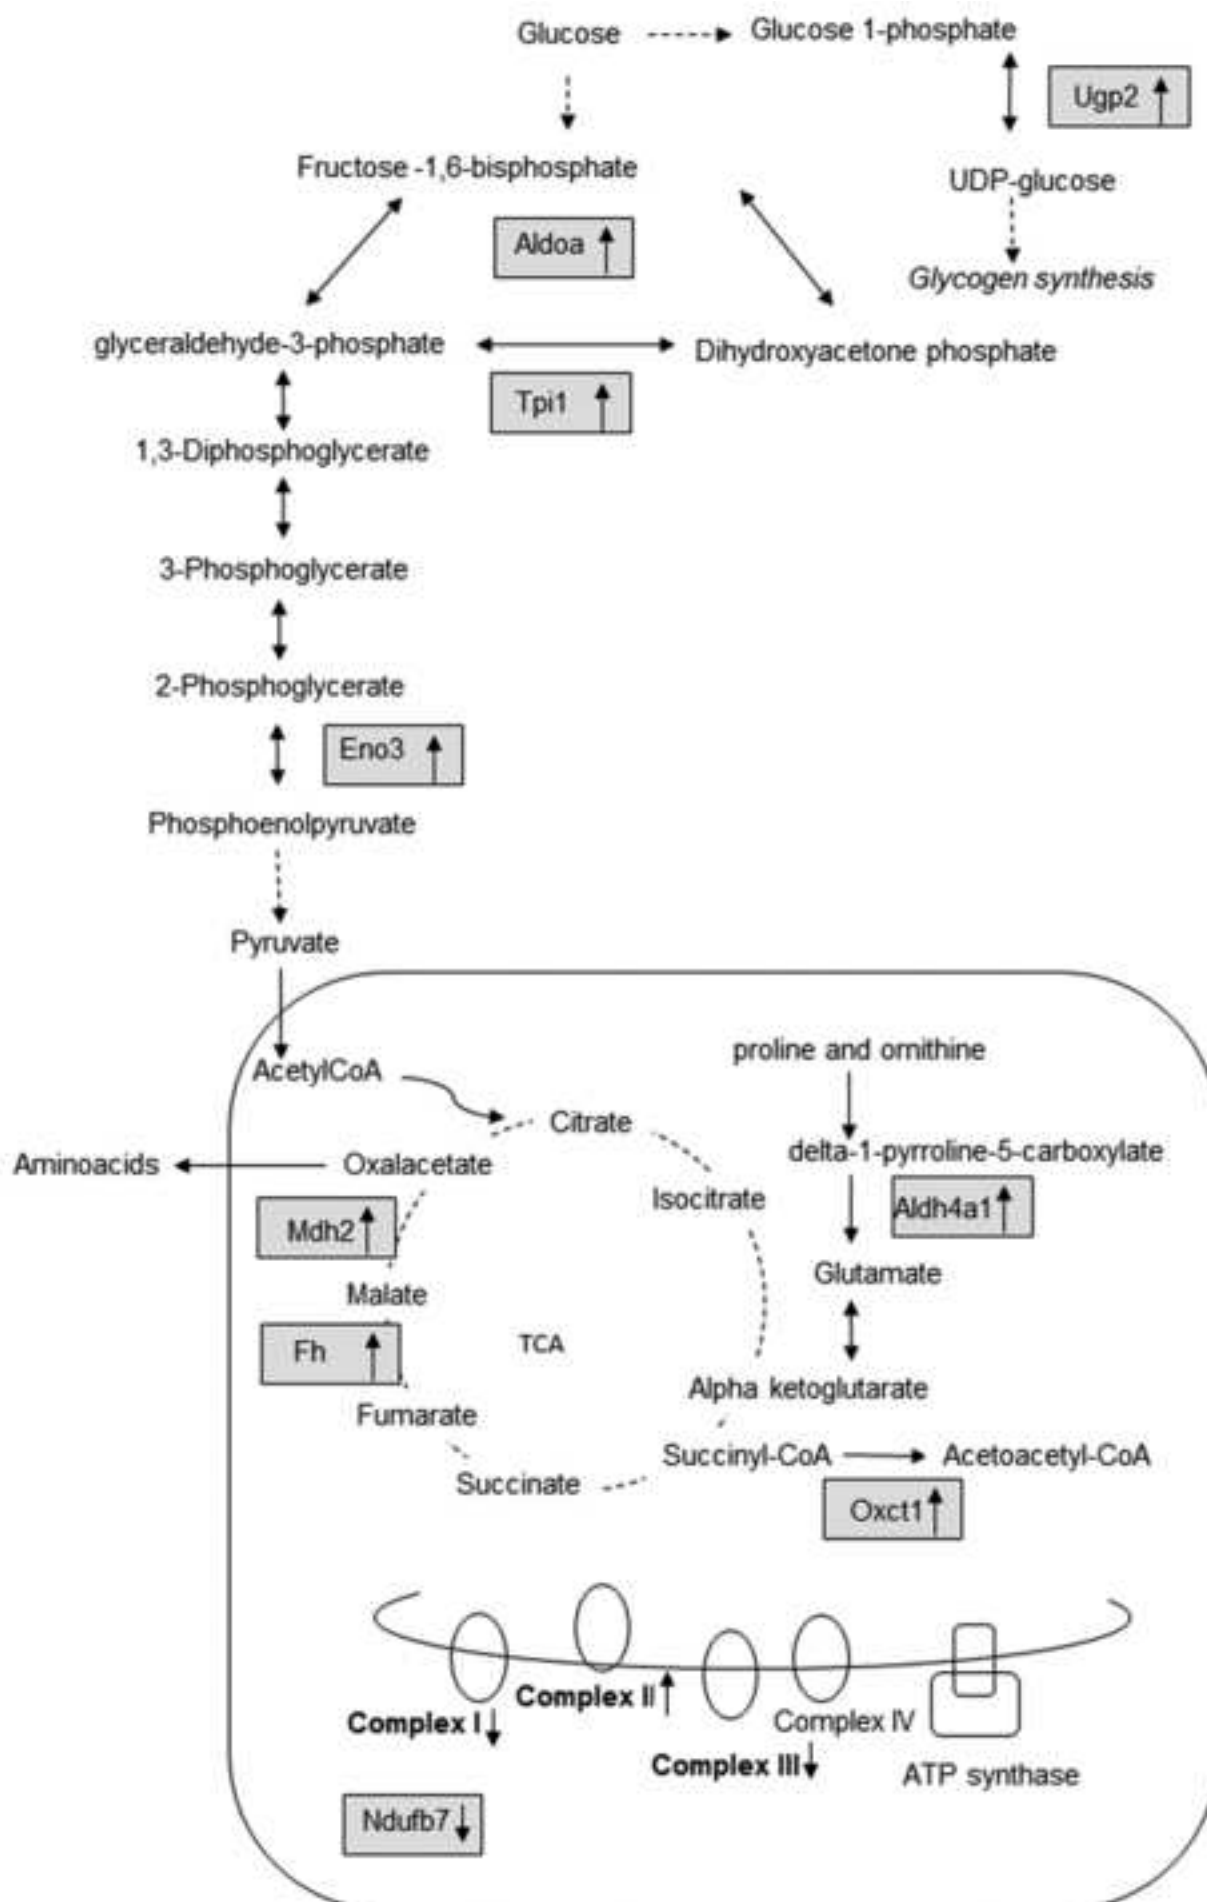 Glucose
Glucose 1-phosphate
Ugp2
Fructose -1,6-bisphosphate
UDP-glucose
Aldoa
Glycogen synthesis
glyceraldehyde-3-phosphate
Dihydroxyacetone phosphate
Tpi1
1,3-Diphosphoglycerate
3-Phosphoglycerate
2-Phosphoglycerate
Eno3
Phosphoenolpyruvate
Pyruvate
proline and ornithine
AcetylCoA
Citrate
delta-1-pyrroline-5-carboxylate
Aminoacids
Oxalacetate
Isocitrate
Aldh4a1
Mdh2
Glutamate
Malate
TCA
Fh
Alpha ketoglutarate
Fumarate
Succinyl-CoA
Acetoacetyl-CoA
Succinate
Oxct1
Complex II
Complex I
Complex IV
Complex III
ATP synthase
Ndufb7